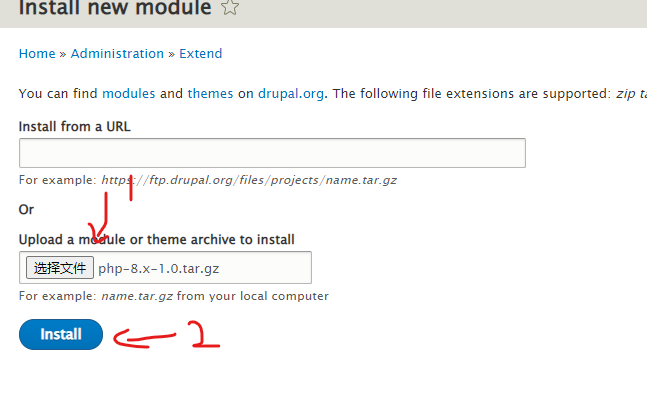 Install new module
Home » Administration » Extend
You can find modules and themes on drupal.org. The following file extensions are supported: zip
Install from a URL
For example: https://ftp.drupal.org/files/projects/name.tar.gz
1
Or
Upload a module or theme archive to install
选择文件 php-8.x-1.0.tar.gz
For example: name.tar.gz from your local computer
Install
2